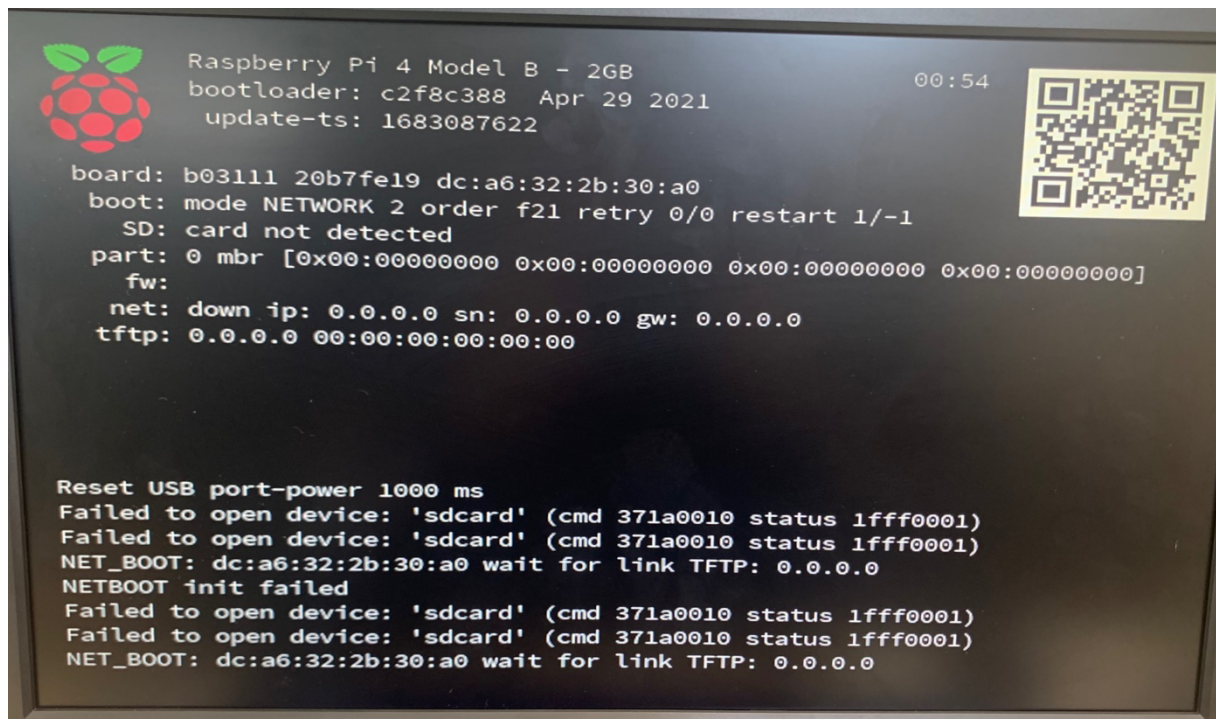 Raspberry Pi 4 Model B - 2GB
00:54
bootloader: c2f8c388 Apr 29 2021
update-ts: 1683087622
board: b03111 20b7fe19 dc:a6:32:2b:30:a0
boot: mode NETWORK 2 order f21 retry 0/0 restart 1/-1
SD: card not detected
part: 0 mbr [0x00:00000000 0x00:00000000 0x00:00000000 0x00:00000000]
fw:
net: down ip: 0.0.0.0 sn: 0.0.0.0 gw: 0.0.0.0
tftp: 0.0.0.0 00:00:00:00:00:00
Reset USB port-power 1000 ms
Failed to open device: 'sdcard' (cmd 371a0010 status 1fff0001)
Failed to open device: 'sdcard' (cmd 371a0010 status 1fff0001)
NET_BOOT: dc:a6:32:2b:30:a0 wait for link TFTP: 0.0.0.0
NETBOOT init failed
Failed to open device: 'sdcard' (cmd 371a0010 status 1fff0001)
Failed to open device: 'sdcard' (cmd 371a0010 status 1fff0001)
NET_BOOT: dc:a6:32:2b:30:a0 wait for link TFTP: 0.0.0.0